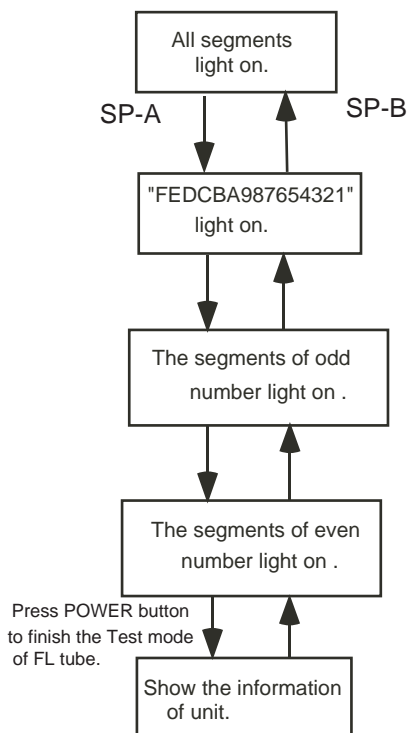 All segments
light on.
SP-A
SP-B
"FEDCBA987654321"
light on.
The segments of odd
number light on .
The segments of even
number light on .
Press POWER button
to finish the Test mode
of FL tube.
Show the information
of unit.